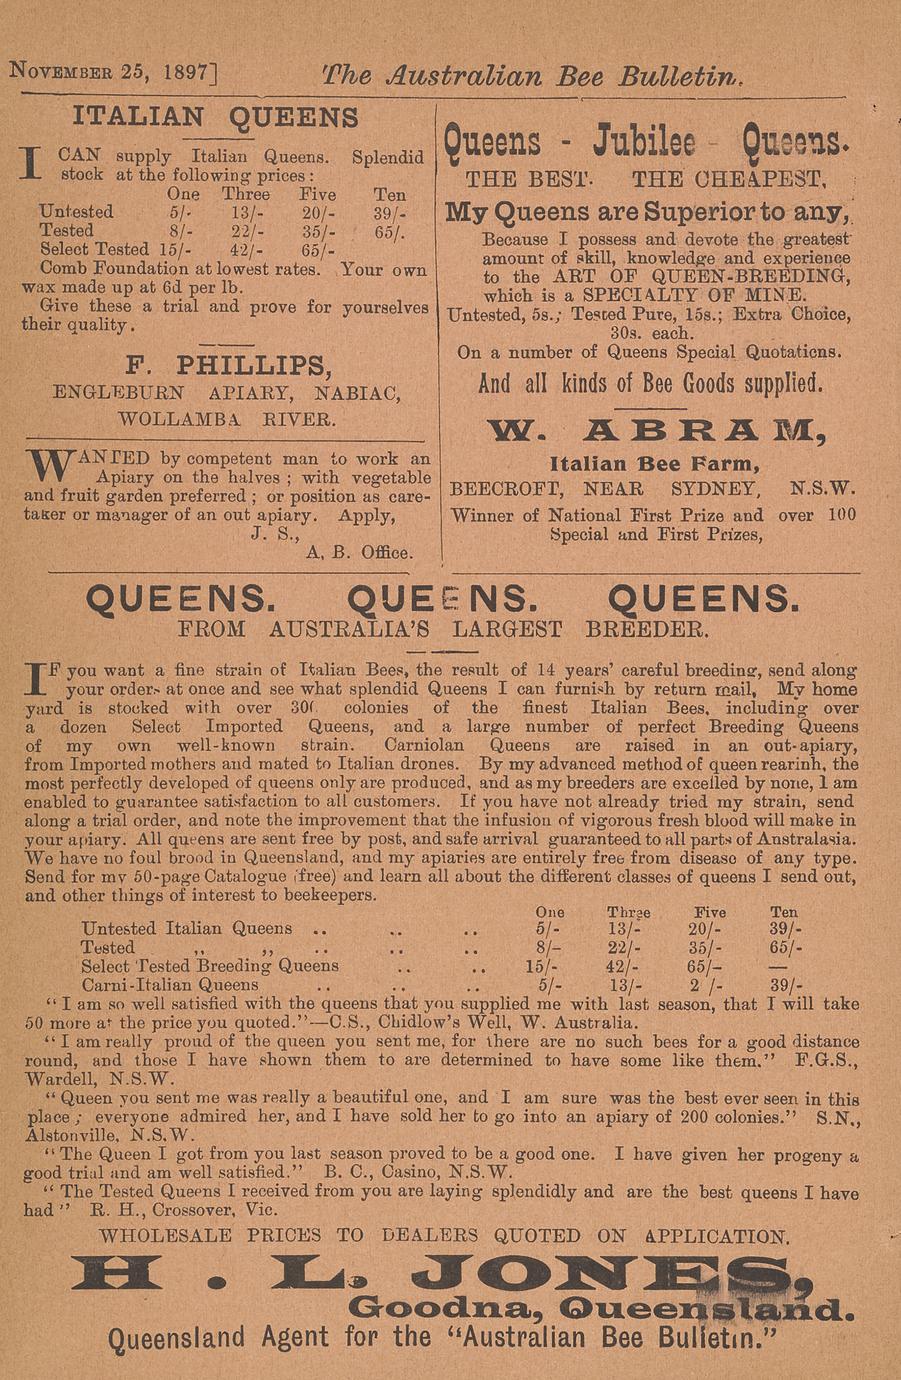 NOVEMBER 25, 1897] The Australian Bee Bulletin.
ITALIAN QUEENS
I CAN supply Italian Queens. Splendid
stock at the following prices:
One Three Five Ten
Untested 5/- 13/- 20/- 39/-
Tested 8/- 22/- 35/- 65/.
Select Tested 15/- 42/- 65/-
Comb Foundation at lowest rates. Your own
wax made up at 6d per lb.
Give these a trial and prove for yourselves
their quality.
F. PHILLIPS,
ENGLEBURN APIARY, NABIAC,
WOLLAMBA RIVER.
WANTED by competent man to work an
Apiary on the halves; with vegetable
and fruit garden preferred; or position as care-
taker or manager of an out apiary. Apply,
J. S.,
A, B. Office.
Queens - Jubilee - Queens.
THE BEST. THE CHEAPEST,
My Queens are Superior to any,
Because I possess and devote the greatest
amount of skill, knowledge and experience
to the ART OF QUEEN-BREEDING,
which is a SPECIALTY OF MINE.
Untested, 5s.; Tested Pure, 15s.; Extra Choice,
30s. each.
On a number of Queens Special Quotations.
And all kinds of Bee Goods supplied.
W. ABRAM,
Italian Bee Farm,
BEECROFT, NEAR SYDNEY, N.S.W.
Winner of National First Prize and over 100
Special and First Prizes,
QUEENS. QUEENS. QUEENS.
FROM AUSTRALIA'S LARGEST BREEDER.
IF you want a fine strain of Italian Bees, the result of 14 years' careful breeding, send along
your orders at once and see what splendid Queens I can furnish by return mail, My home
yard is stocked with over 300 colonies of the finest Italian Bees, including over
a dozen Select Imported Queens, and a large number of perfect Breeding Queens
of my own well-known strain. Carniolan Queens are raised in an out-apiary,
from Imported mothers and mated to Italian drones. By my advanced method of queen rearinh, the
most perfectly developed of queens only are produced, and as my breeders are excelled by none, I am
enabled to guarantee satisfaction to all customers. If you have not already tried my strain, send
along a trial order, and note the improvement that the infusion of vigorous fresh blood will make in
your apiary. All queens are sent free by post, and safe arrival guaranteed to all parts of Australasia.
We have no foul brood in Queensland, and my apiaries are entirely free from disease of any type.
Send for my 50-page Catalogue (free) and learn all about the different classes of queens I send out,
and other things of interest to beekeepers.
One Three Five Ten
Untested Italian Queens .. .. .. 5/- 13/- 20/- 39/-
Tested ,, ,, .. .. .. 8/- 22/- 35/- 65/-
Select Tested Breeding Queens .. .. 15/- 42/- 65/- —
Carni-Italian Queens .. .. .. 5/- 13/- 2 /- 39/-
"I am so well satisfied with the queens that you supplied me with last season, that I will take
50 more at the price you quoted."—C.S., Chidlow's Well, W. Australia.
"I am really proud of the queen you sent me, for there are no such bees for a good distance
round, and those I have shown them to are determined to have some like them." F.G.S.,
Wardell, N.S.W.
"Queen you sent me was really a beautiful one, and I am sure was the best ever seen in this
place; everyone admired her, and I have sold her to go into an apiary of 200 colonies." S.N.,
Alstonville, N.S.W.
"The Queen I got from you last season proved to be a good one. I have given her progeny a
good trial and am well satisfied." B. C., Casino, N.S.W.
"The Tested Queens I received from you are laying splendidly and are the best queens I have
had" R. H., Crossover, Vic.
WHOLESALE PRICES TO DEALERS QUOTED ON APPLICATION.
H. L. JONES,
Goodna, Queensland.
Queensland Agent for the "Australian Bee Bulletin."